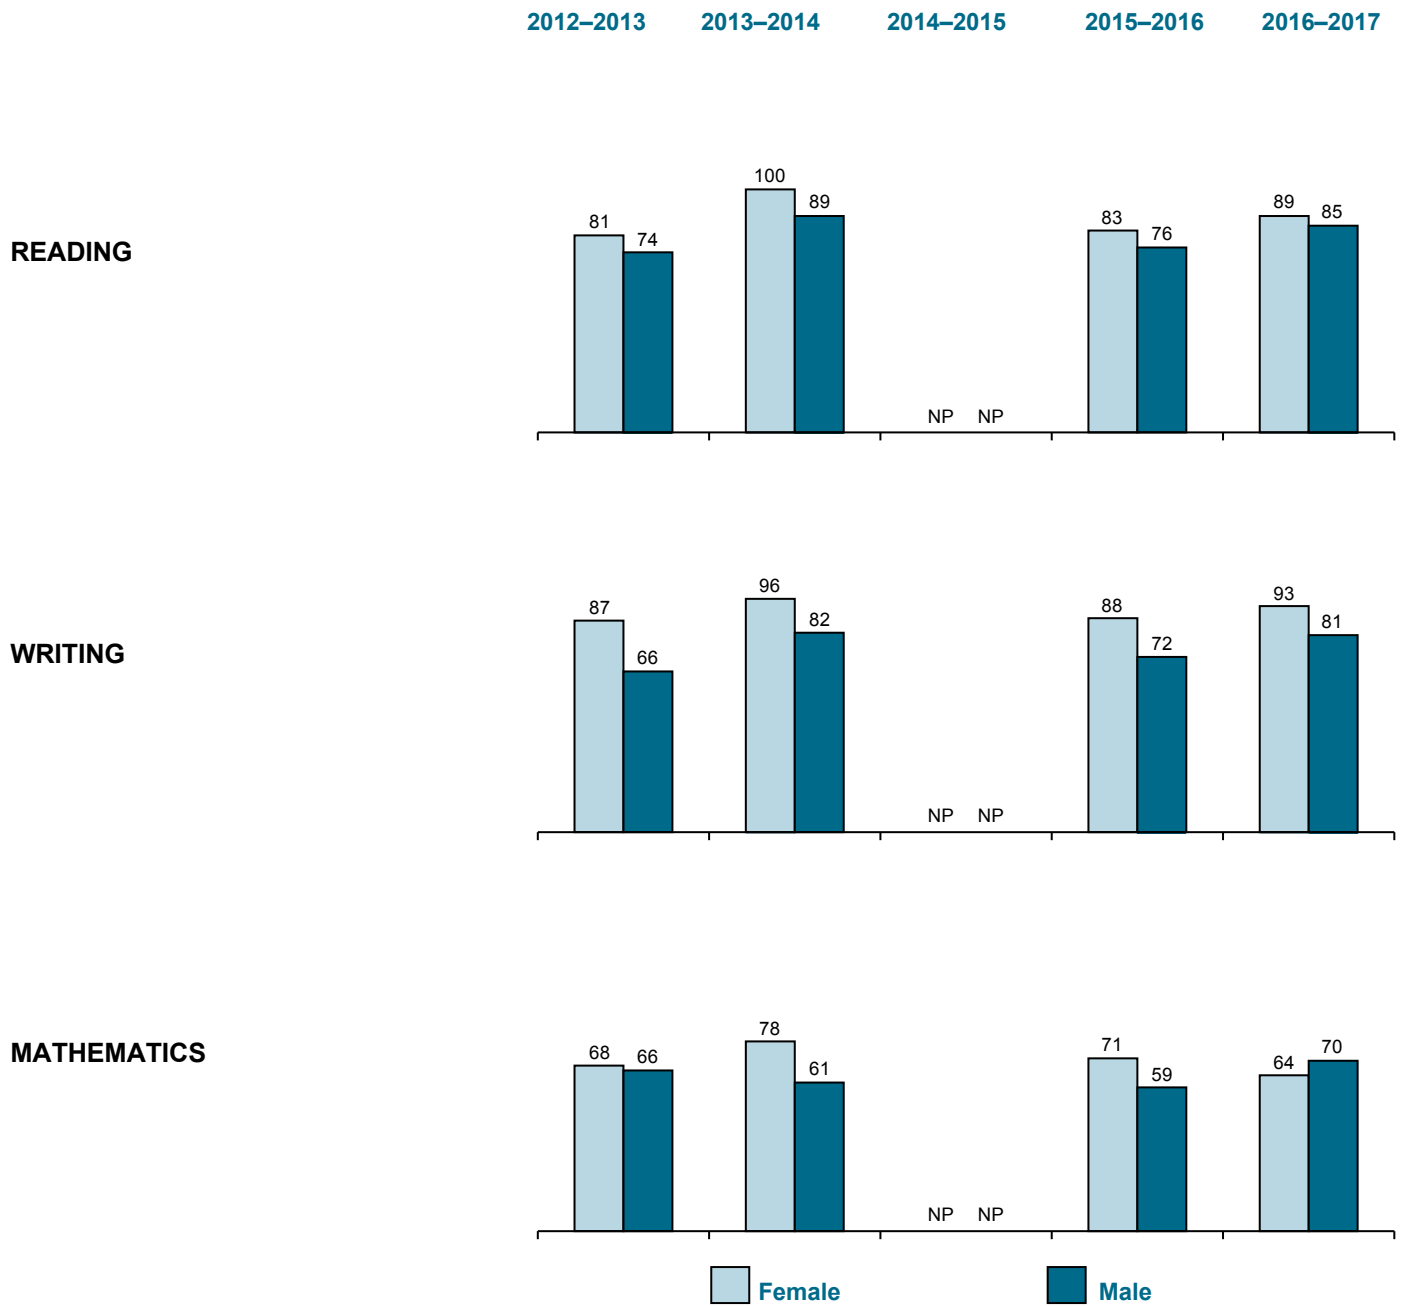 2012–2013 2013–2014 2014–2015 2015–2016 2016–2017
READING
81 74 100 89 NP NP 83 76 89 85
WRITING
87 66 96 82 NP NP 88 72 93 81
MATHEMATICS
68 66 78 61 NP NP 71 59 64 70
Female Male